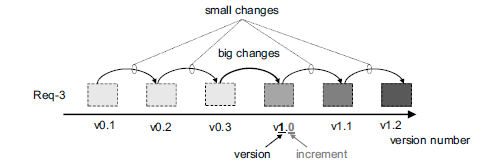 small changes
big changes
Req-3
v0.1 v0.2 v0.3 v1.0 v1.1 v1.2
version number
version increment